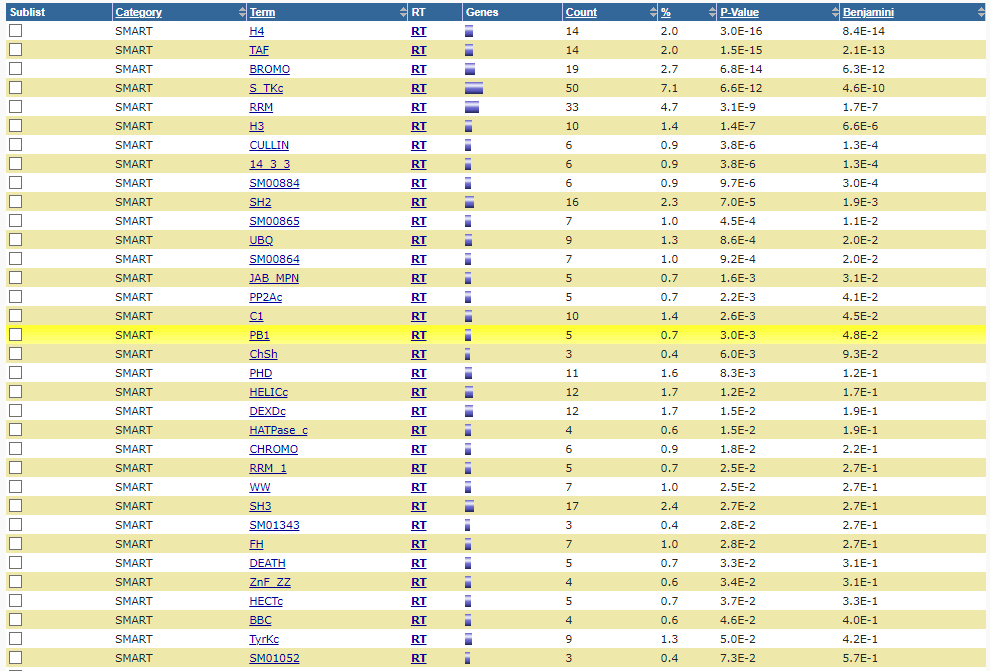 Sublist Category Term RT Genes Count % P-Value Benjamini
SMART H4 RT 14 2.0 3.0E-16 8.4E-14
SMART TAF RT 14 2.0 1.5E-15 2.1E-13
SMART BROMO RT 19 2.7 6.8E-14 6.3E-12
SMART S_TKc RT 50 7.1 6.6E-12 4.6E-10
SMART RRM RT 33 4.7 3.1E-9 1.7E-7
SMART H3 RT 10 1.4 1.4E-7 6.6E-6
SMART CULLIN RT 6 0.9 3.8E-6 1.3E-4
SMART 14_3_3 RT 6 0.9 3.8E-6 1.3E-4
SMART SM00884 RT 6 0.9 9.7E-6 3.0E-4
SMART SH2 RT 16 2.3 7.0E-5 1.9E-3
SMART SM00865 RT 7 1.0 4.5E-4 1.1E-2
SMART UBQ RT 9 1.3 8.6E-4 2.0E-2
SMART SM00864 RT 7 1.0 9.2E-4 2.0E-2
SMART JAB_MPN RT 5 0.7 1.6E-3 3.1E-2
SMART PP2Ac RT 5 0.7 2.2E-3 4.1E-2
SMART C1 RT 10 1.4 2.6E-3 4.5E-2
SMART PB1 RT 5 0.7 3.0E-3 4.8E-2
SMART ChSh RT 3 0.4 6.0E-3 9.3E-2
SMART PHD RT 11 1.6 8.3E-3 1.2E-1
SMART HELICc RT 12 1.7 1.2E-2 1.7E-1
SMART DEXDc RT 12 1.7 1.5E-2 1.9E-1
SMART HATPase_c RT 4 0.6 1.5E-2 1.9E-1
SMART CHROMO RT 6 0.9 1.8E-2 2.2E-1
SMART RRM_1 RT 5 0.7 2.5E-2 2.7E-1
SMART WW RT 7 1.0 2.5E-2 2.7E-1
SMART SH3 RT 17 2.4 2.7E-2 2.7E-1
SMART SM01343 RT 3 0.4 2.8E-2 2.7E-1
SMART FH RT 7 1.0 2.8E-2 2.7E-1
SMART DEATH RT 5 0.7 3.3E-2 3.1E-1
SMART ZnF_ZZ RT 4 0.6 3.4E-2 3.1E-1
SMART HECTc RT 5 0.7 3.7E-2 3.3E-1
SMART BBC RT 4 0.6 4.6E-2 4.0E-1
SMART TyrKc RT 9 1.3 5.0E-2 4.2E-1
SMART SM01052 RT 3 0.4 7.3E-2 5.7E-1